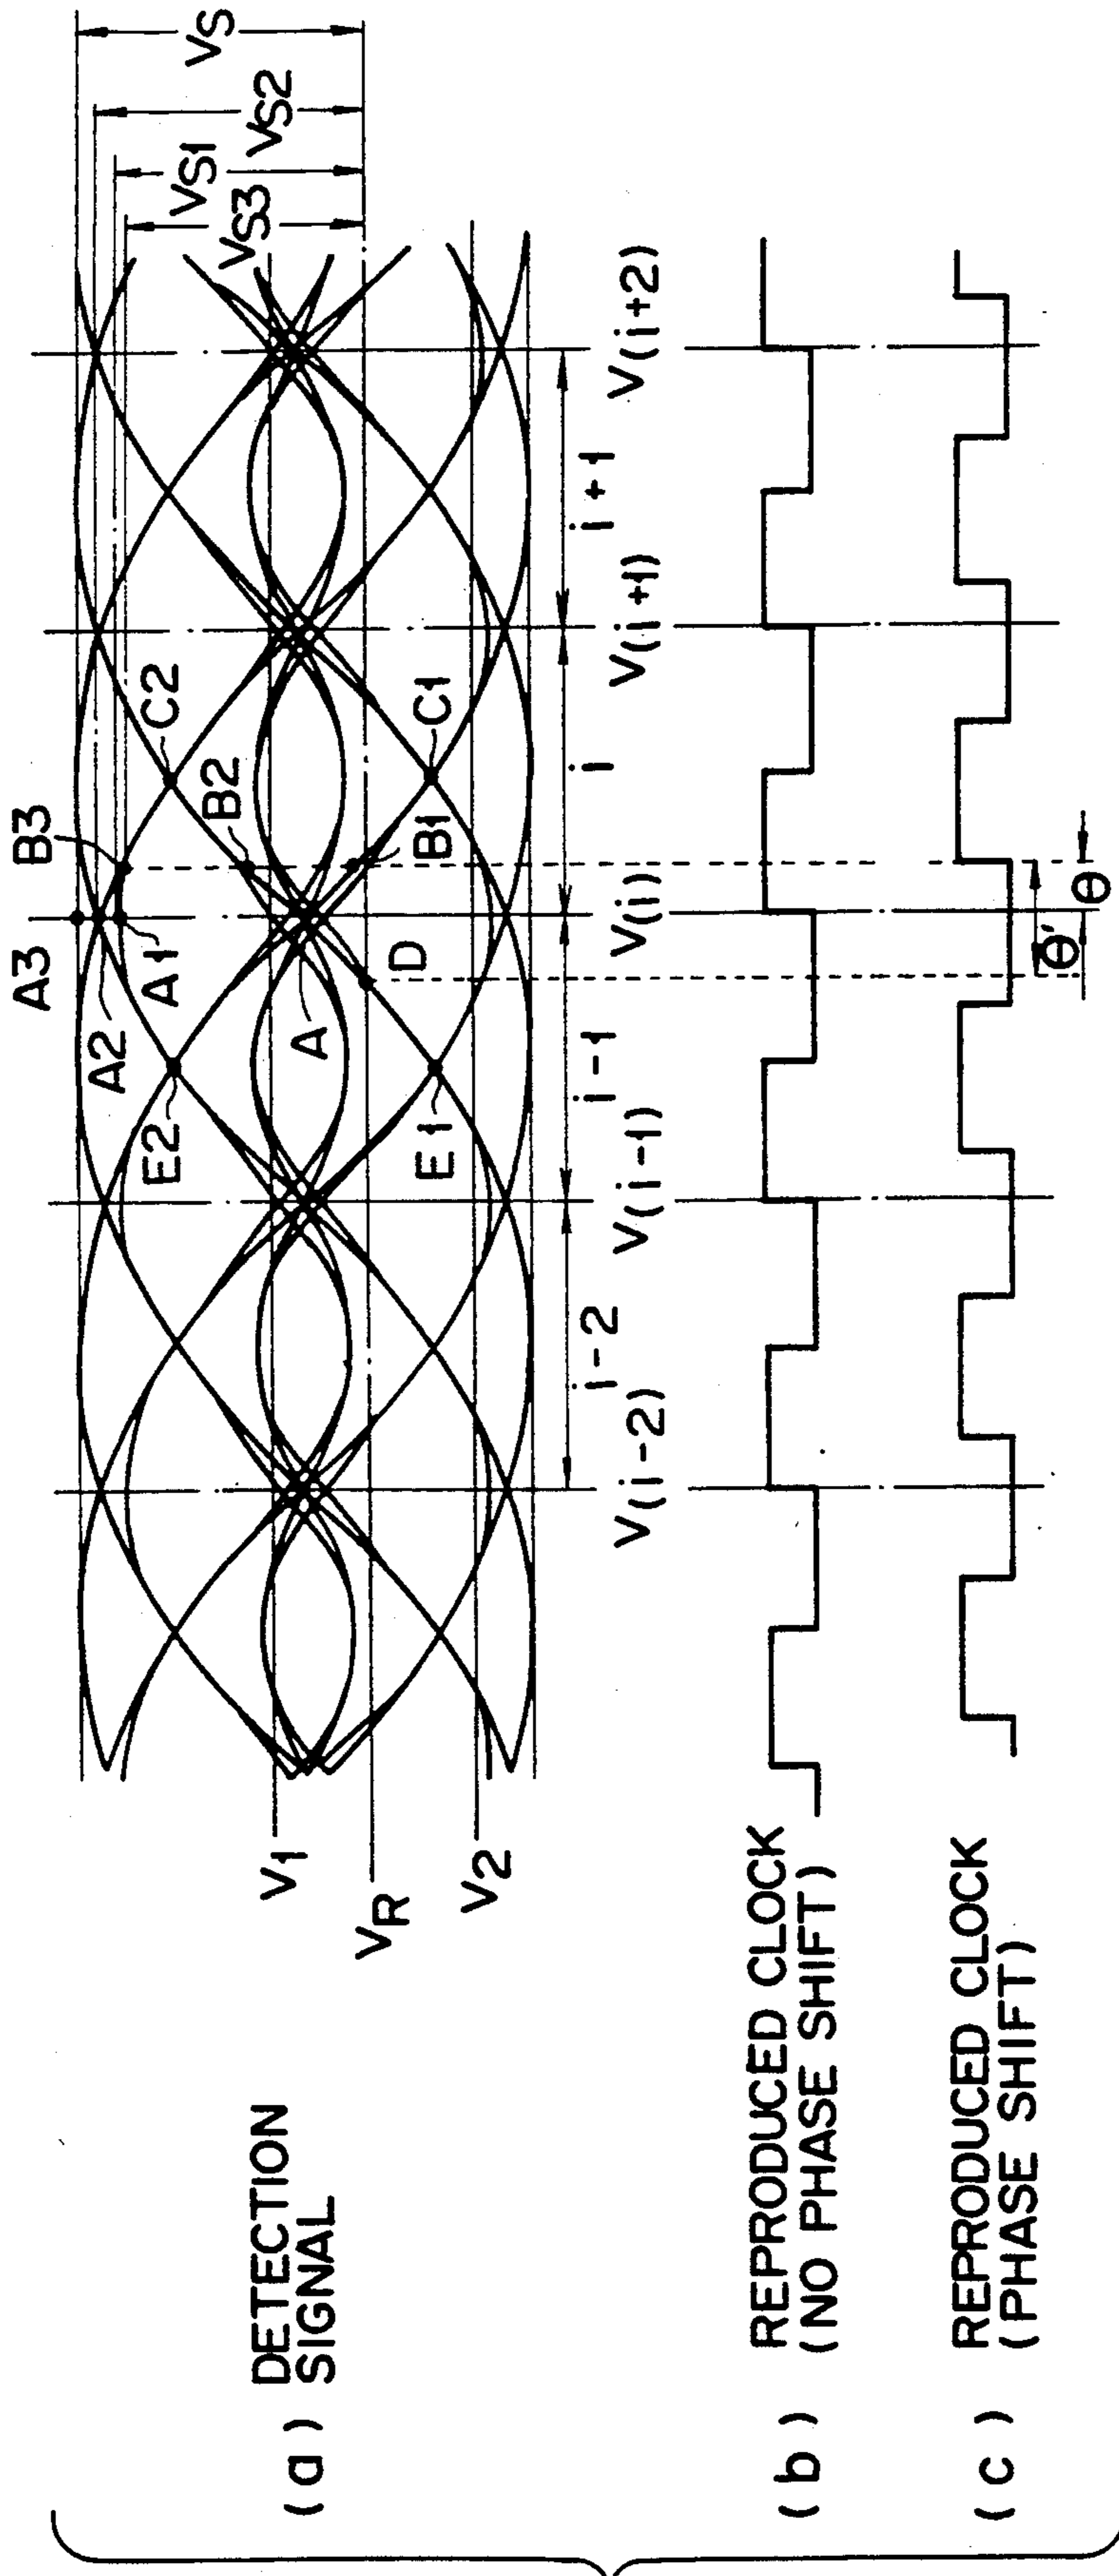 ( a ) DETECTION
SIGNAL
V1
VR
V2
A3
B3
A2
A1
E2
E1
A
D
B2
B1
C2
C1
VS3
VS1
VS2
VS
i-2
i-1
i
i+1
V(i-2)
V(i-1)
V(i)
V(i+1)
V(i+2)
( b ) REPRODUCED CLOCK
(NO PHASE SHIFT)
( c ) REPRODUCED CLOCK
(PHASE SHIFT)
θ'
θ